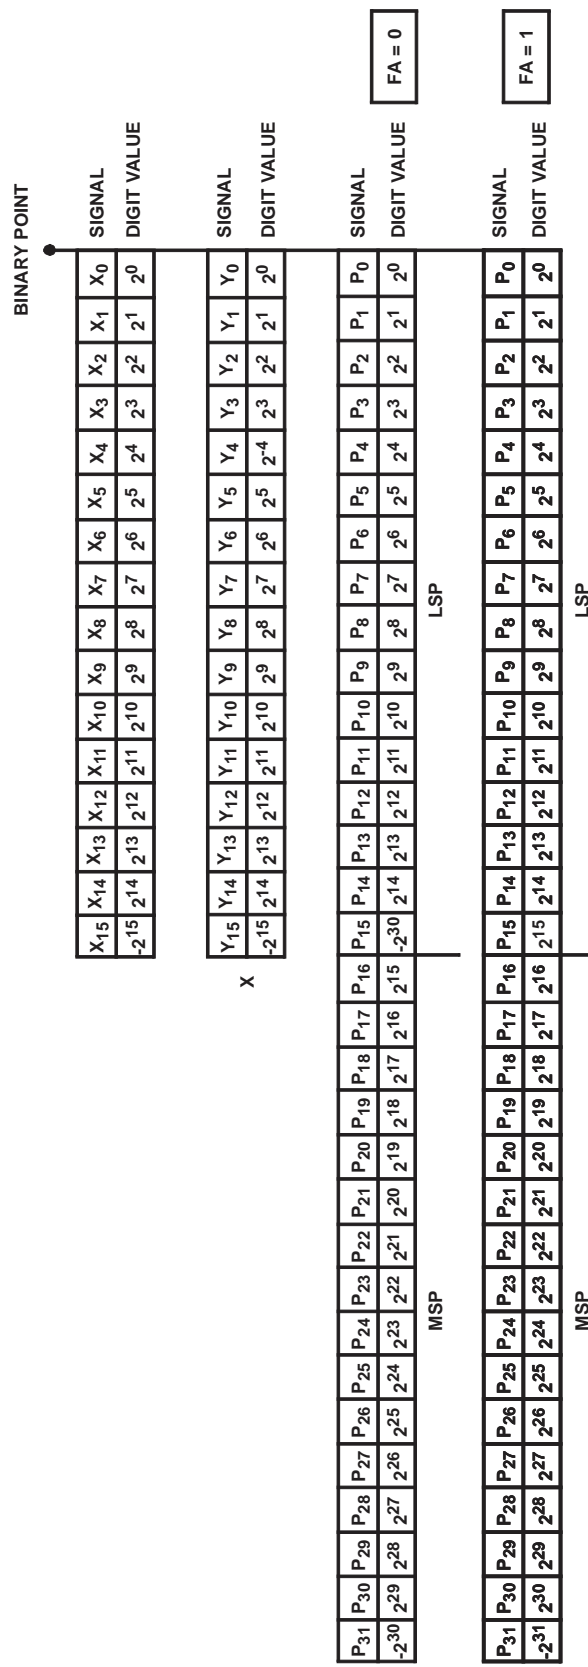 BINARY POINT
X15 X14 X13 X12 X11 X10 X9 X8 X7 X6 X5 X4 X3 X2 X1 X0 SIGNAL
-2^15 2^14 2^13 2^12 2^11 2^10 2^9 2^8 2^7 2^6 2^5 2^4 2^3 2^2 2^1 2^0 DIGIT VALUE
X Y15 Y14 Y13 Y12 Y11 Y10 Y9 Y8 Y7 Y6 Y5 Y4 Y3 Y2 Y1 Y0 SIGNAL
-2^15 2^14 2^13 2^12 2^11 2^10 2^9 2^8 2^7 2^6 2^5 2^-4 2^3 2^2 2^1 2^0 DIGIT VALUE
P31 P30 P29 P28 P27 P26 P25 P24 P23 P22 P21 P20 P19 P18 P17 P16 P15 P14 P13 P12 P11 P10 P9 P8 P7 P6 P5 P4 P3 P2 P1 P0 SIGNAL
-2^30 2^29 2^28 2^27 2^26 2^25 2^24 2^23 2^22 2^21 2^20 2^19 2^18 2^17 2^16 2^15 -2^30 2^14 2^13 2^12 2^11 2^10 2^9 2^8 2^7 2^6 2^5 2^4 2^3 2^2 2^1 2^0 DIGIT VALUE FA = 0
MSP LSP
P31 P30 P29 P28 P27 P26 P25 P24 P23 P22 P21 P20 P19 P18 P17 P16 P15 P14 P13 P12 P11 P10 P9 P8 P7 P6 P5 P4 P3 P2 P1 P0 SIGNAL
-2^31 2^30 2^29 2^28 2^27 2^26 2^25 2^24 2^23 2^22 2^21 2^20 2^19 2^18 2^17 2^16 2^15 2^14 2^13 2^12 2^11 2^10 2^9 2^8 2^7 2^6 2^5 2^4 2^3 2^2 2^1 2^0 DIGIT VALUE FA = 1
MSP LSP